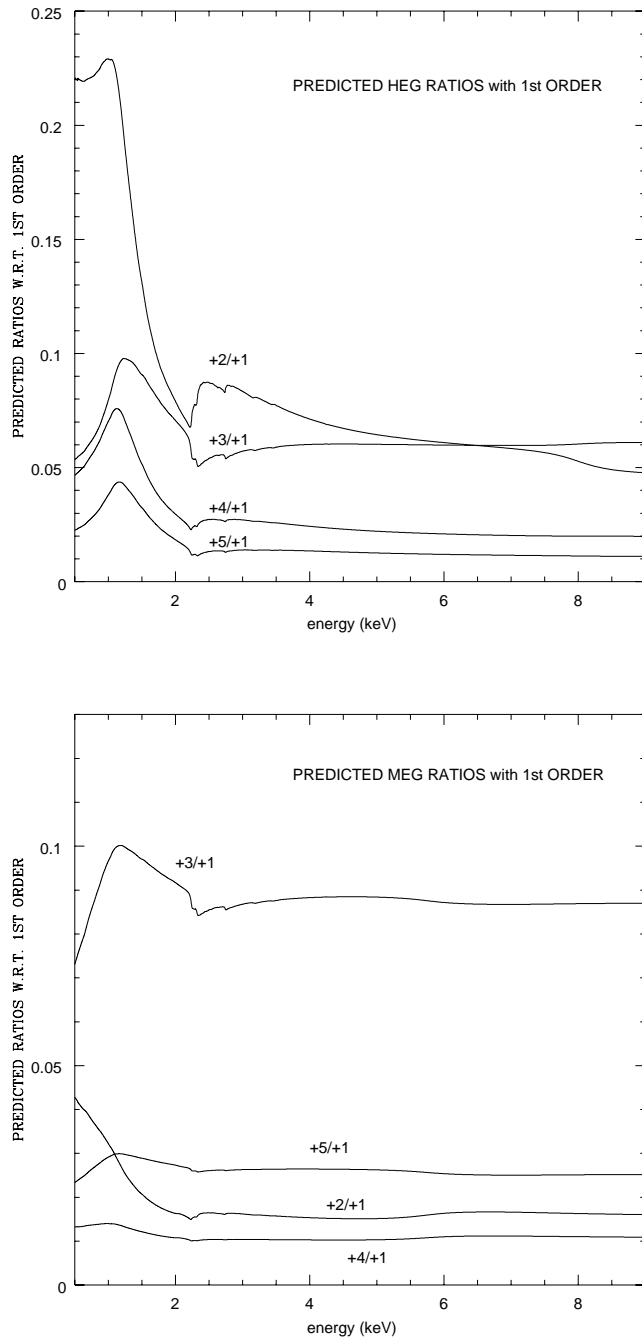 0.25
PREDICTED HEG RATIOS with 1st ORDER
0.2
PREDICTED RATIOS W.R.T. 1ST ORDER
0.15
0.1
+2/+1
+3/+1
0.05
+4/+1
+5/+1
0
2 4 6 8
energy (keV)
PREDICTED MEG RATIOS with 1st ORDER
+3/+1
0.1
PREDICTED RATIOS W.R.T. 1ST ORDER
0.05
+5/+1
+2/+1
+4/+1
0
2 4 6 8
energy (keV)